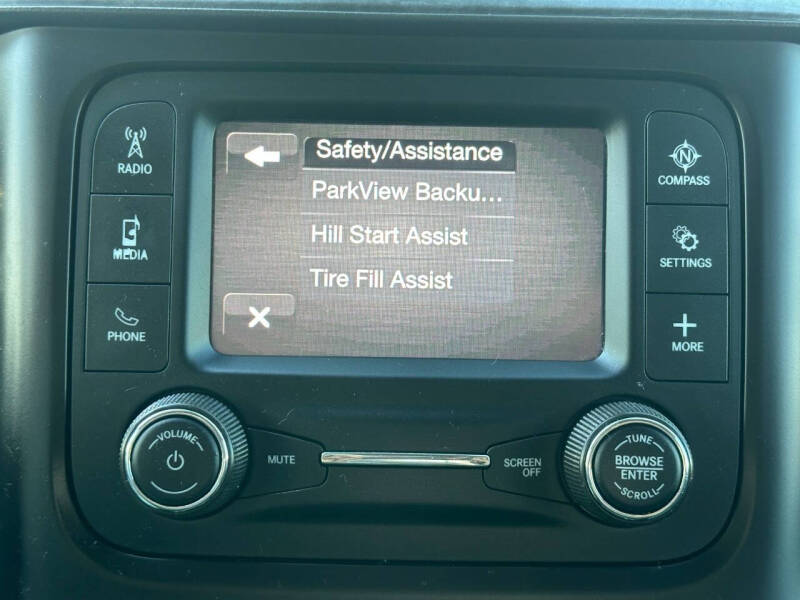 RADIO
MEDIA
PHONE
Safety/Assistance
ParkView Backu...
Hill Start Assist
Tire Fill Assist
N
COMPASS
SETTINGS
MORE
VOLUME
MUTE
SCREEN
OFF
TUNE
BROWSE
ENTER
SCROLL